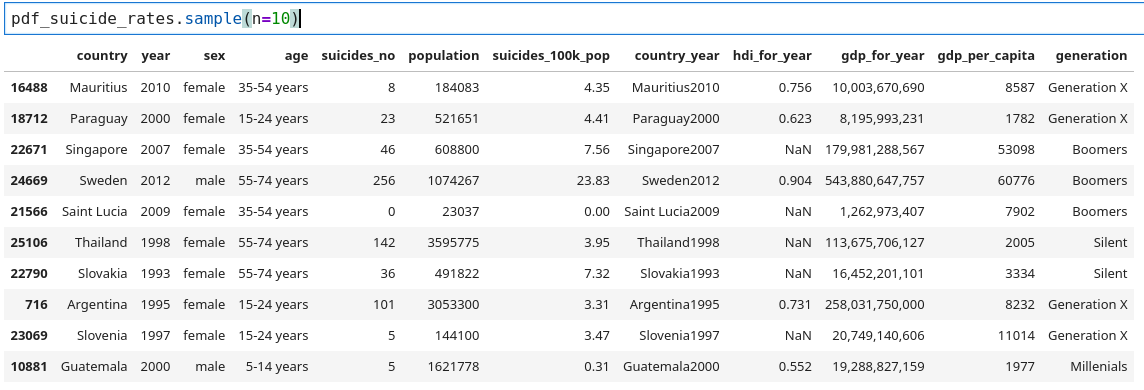 pdf_suicide_rates.sample(n=10)
country year sex age suicides_no population suicides_100k_pop country_year hdi_for_year gdp_for_year gdp_per_capita generation
16488 Mauritius 2010 female 35-54 years 8 184083 4.35 Mauritius2010 0.756 10,003,670,690 8587 Generation X
18712 Paraguay 2000 female 15-24 years 23 521651 4.41 Paraguay2000 0.623 8,195,993,231 1782 Generation X
22671 Singapore 2007 female 35-54 years 46 608800 7.56 Singapore2007 NaN 179,981,288,567 53098 Boomers
24669 Sweden 2012 male 55-74 years 256 1074267 23.83 Sweden2012 0.904 543,880,647,757 60776 Boomers
21566 Saint Lucia 2009 female 35-54 years 0 23037 0.00 Saint Lucia2009 NaN 1,262,973,407 7902 Boomers
25106 Thailand 1998 female 55-74 years 142 3595775 3.95 Thailand1998 NaN 113,675,706,127 2005 Silent
22790 Slovakia 1993 female 55-74 years 36 491822 7.32 Slovakia1993 NaN 16,452,201,101 3334 Silent
716 Argentina 1995 female 15-24 years 101 3053300 3.31 Argentina1995 0.731 258,031,750,000 8232 Generation X
23069 Slovenia 1997 female 15-24 years 5 144100 3.47 Slovenia1997 NaN 20,749,140,606 11014 Generation X
10881 Guatemala 2000 male 5-14 years 5 1621778 0.31 Guatemala2000 0.552 19,288,827,159 1977 Millenials